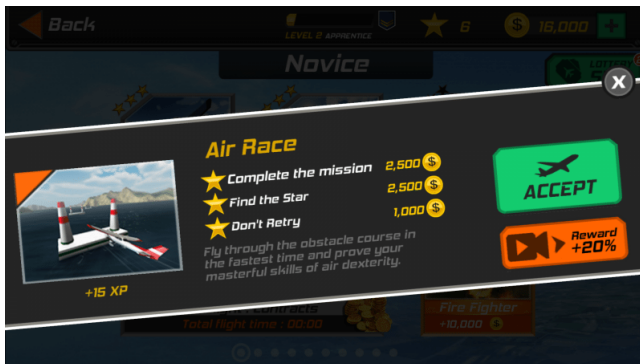 Back
LEVEL 2 APPRENTICE
6
16,000
+
Novice
LOTTERY
X
Air Race
Complete the mission 2,500
Find the Star 2,500
Don't Retry 1,000
Fly through the obstacle course in
the fastest time and prove your
masterful skills of air dexterity.
+15 XP
ACCEPT
Reward
+20%
Total flight time : 00:00
Fire Fighter
+10,000